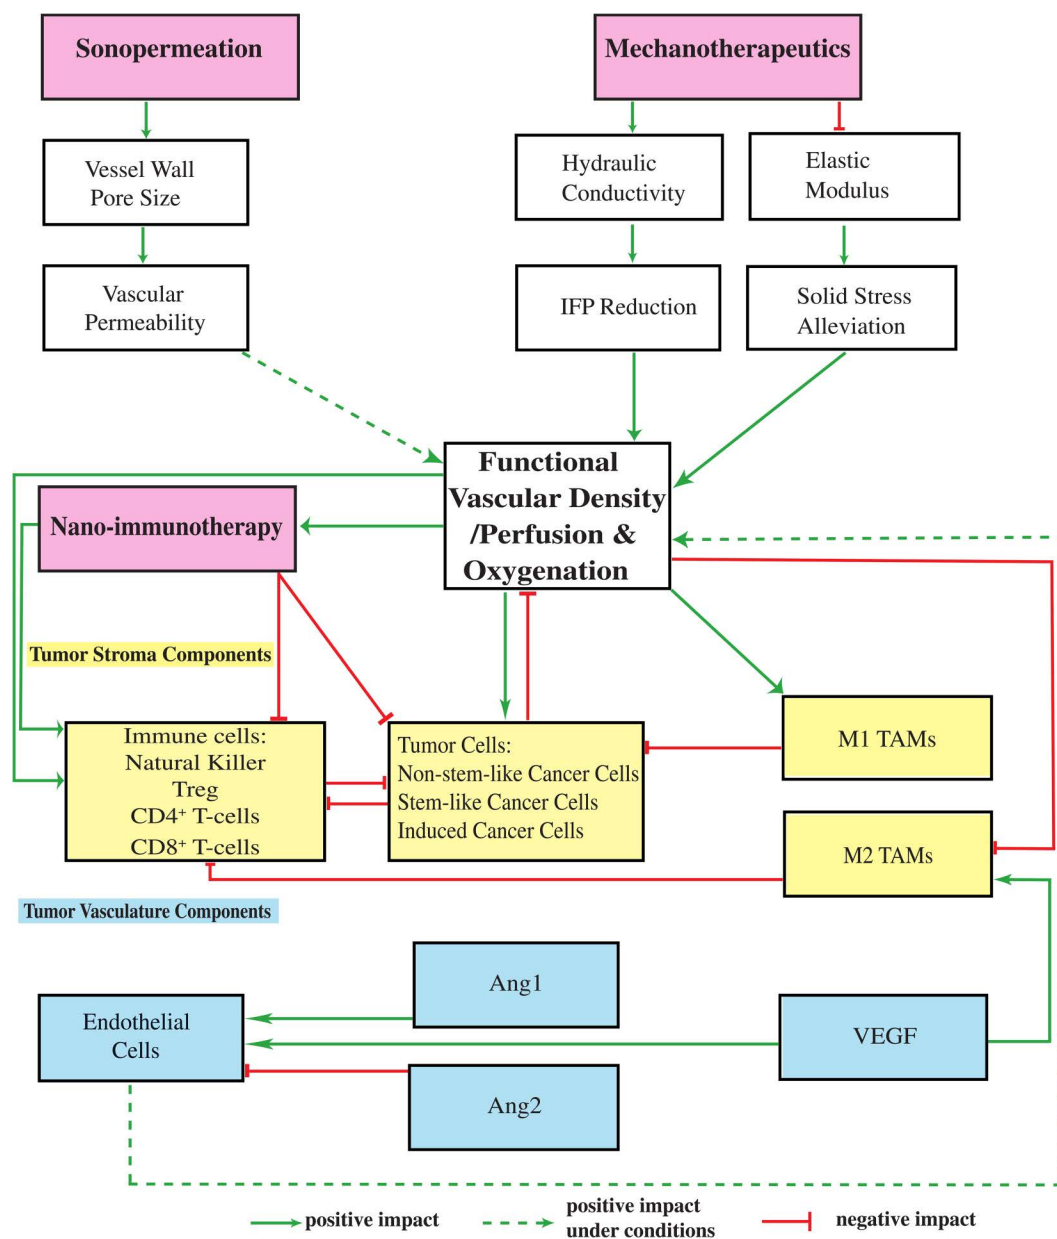 Sonopermeation
Mechanotherapeutics
Vessel Wall
Pore Size
Hydraulic
Conductivity
Elastic
Modulus
Vascular
Permeability
IFP Reduction
Solid Stress
Alleviation
Functional
Vascular Density
/Perfusion &
Oxygenation
Nano-immunotherapy
Tumor Stroma Components
Immune cells:
Natural Killer
Treg
CD4⁺ T-cells
CD8⁺ T-cells
Tumor Cells:
Non-stem-like Cancer Cells
Stem-like Cancer Cells
Induced Cancer Cells
M1 TAMs
M2 TAMs
Tumor Vasculature Components
Ang1
Endothelial
Cells
VEGF
Ang2
positive impact
positive impact
under conditions
negative impact